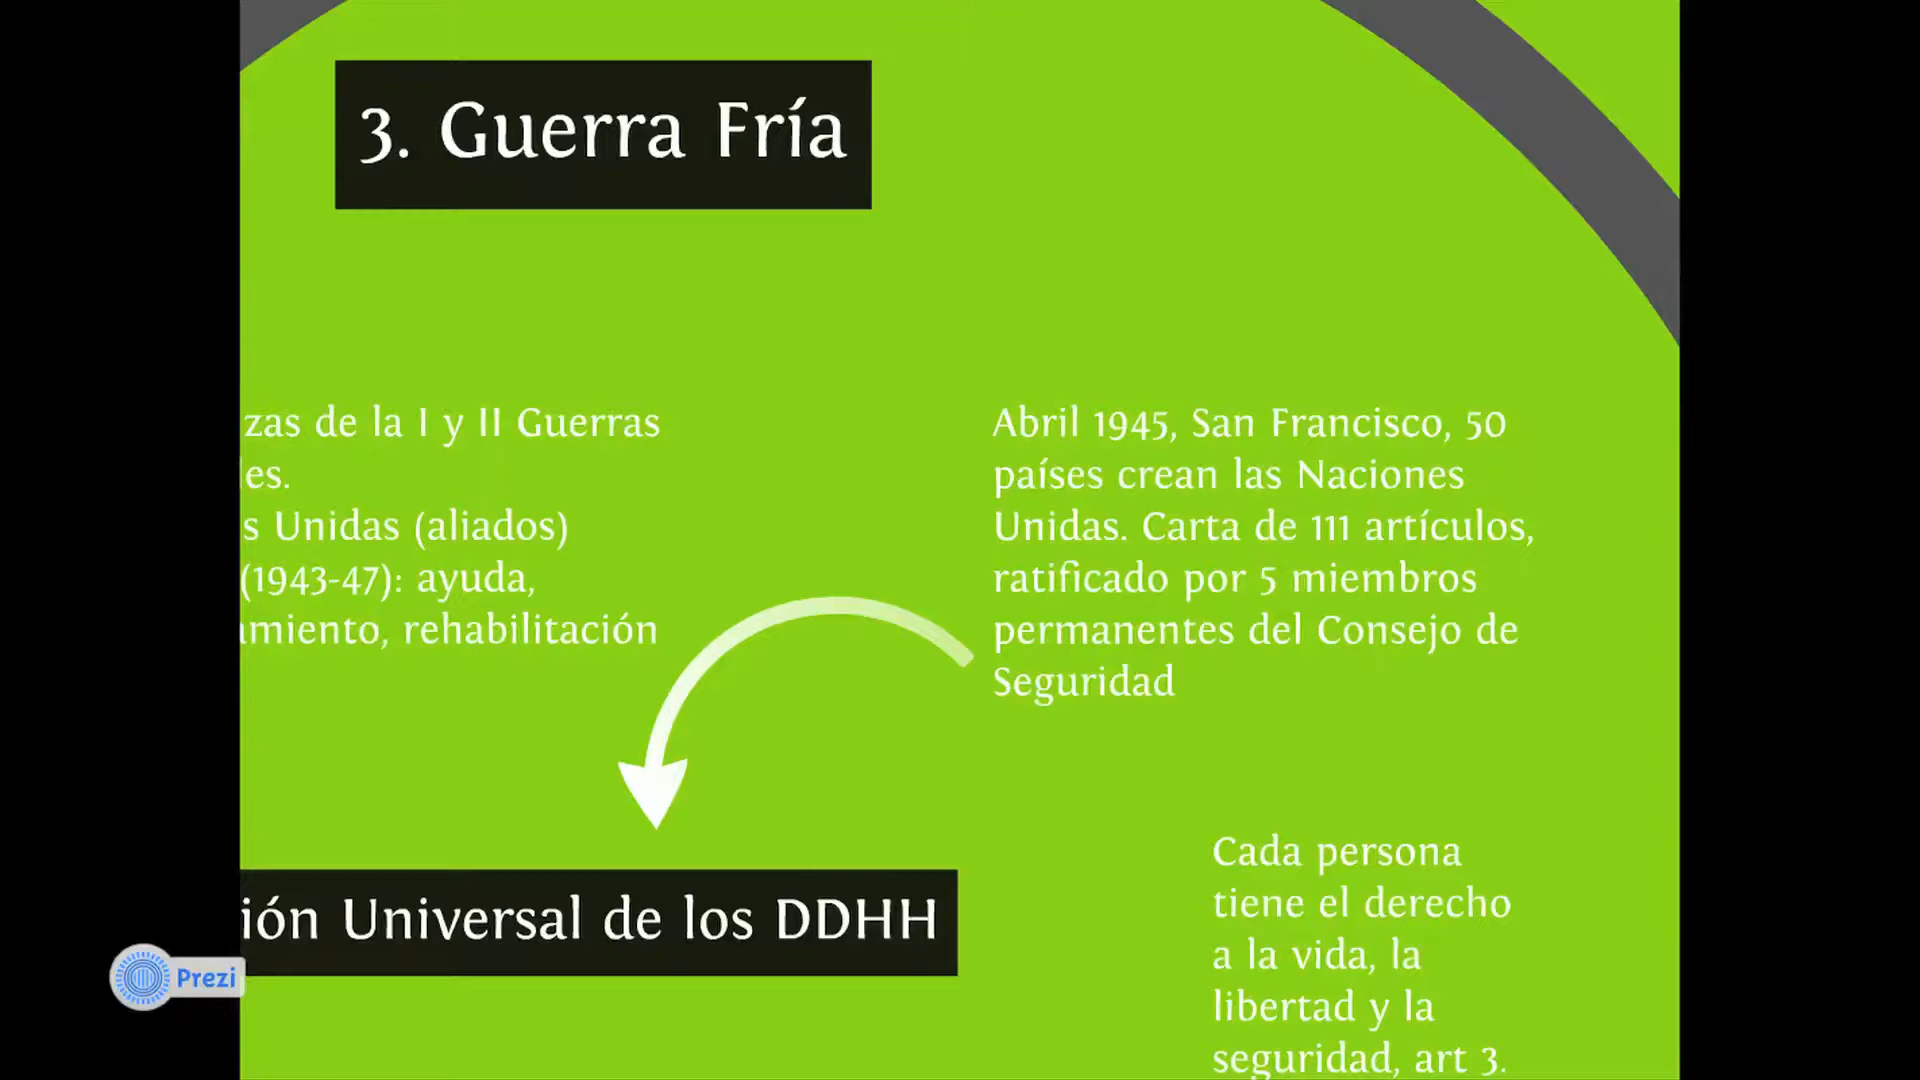 3. Guerra Fría
zas de la I y II Guerras
es.
s Unidas (aliados)
(1943-47): ayuda,
miento, rehabilitación
Abril 1945, San Francisco, 50
países crean las Naciones
Unidas. Carta de 111 artículos,
ratificado por 5 miembros
permanentes del Consejo de
Seguridad
ión Universal de los DDHH
Cada persona
tiene el derecho
a la vida, la
libertad y la
seguridad, art 3.
Prezi